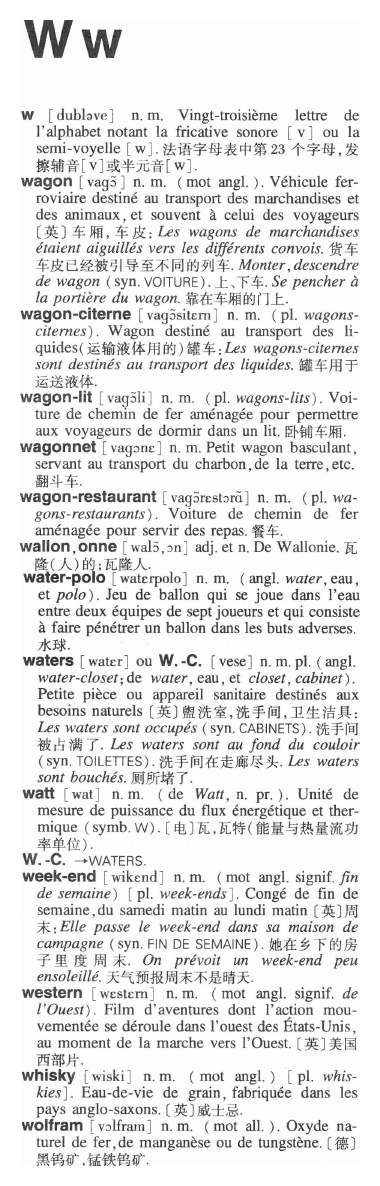 W w
w [dublәve] n. m. Vingt-troisième lettre de
l'alphabet notant la fricative sonore [v] ou la
semi-voyelle [w]. 法语字母表中第 23 个字母,发
擦辅音[v]或半元音[w].
wagon [vagɔ̃] n. m. (mot angl.). Véhicule fer-
roviaire destiné au transport des marchandises et
des animaux, et souvent à celui des voyageurs
〔英〕车厢,车皮: Les wagons de marchandises
étaient aiguillés vers les différents convois. 货车
车皮已经被引导至不同的列车. Monter, descendre
de wagon (syn. VOITURE). 上、下车. Se pencher à
la portière du wagon. 靠在车厢的门上.
wagon-citerne [vagɔ̃sitɛrn] n. m. (pl. wagons-
citernes). Wagon destiné au transport des li-
quides(运输液体用的)罐车: Les wagons-citernes
sont destinés au transport des liquides. 罐车用于
运送液体.
wagon-lit [vagɔ̃li] n. m. (pl. wagons-lits). Voi-
ture de chemin de fer aménagée pour permettre
aux voyageurs de dormir dans un lit. 卧铺车厢.
wagonnet [vagɔnɛ] n. m. Petit wagon basculant,
servant au transport du charbon, de la terre, etc.
翻斗车.
wagon-restaurant [vagɔ̃rɛstɔrɑ̃] n. m. (pl. wa-
gons-restaurants). Voiture de chemin de fer
aménagée pour servir des repas. 餐车.
wallon, onne [walɔ̃, ɔn] adj. et n. De Wallonie. 瓦
隆(人)的;瓦隆人.
water-polo [watɛrpolo] n. m. (angl. water, eau,
et polo). Jeu de ballon qui se joue dans l'eau
entre deux équipes de sept joueurs et qui consiste
à faire pénétrer un ballon dans les buts adverses.
水球.
waters [watɛr] ou W.-C. [vese] n. m. pl. (angl.
water-closet; de water, eau, et closet, cabinet).
Petite pièce ou appareil sanitaire destinés aux
besoins naturels〔英〕盥洗室,洗手间,卫生洁具:
Les waters sont occupés (syn. CABINETS). 洗手间
被占满了. Les waters sont au fond du couloir
(syn. TOILETTES). 洗手间在走廊尽头. Les waters
sont bouchés. 厕所堵了.
watt [wat] n. m. (de Watt, n. pr.). Unité de
mesure de puissance du flux énergétique et ther-
mique (symb. W).〔电〕瓦,瓦特(能量与热量流功
率单位).
W.-C. →WATERS.
week-end [wikɛnd] n. m. (mot angl. signif. fin
de semaine) [pl. week-ends]. Congé de fin de
semaine, du samedi matin au lundi matin〔英〕周
末: Elle passe le week-end dans sa maison de
campagne (syn. FIN DE SEMAINE). 她在乡下的房
子里度周末. On prévoit un week-end peu
ensoleillé. 天气预报周末不是晴天.
western [wɛstɛrn] n. m. (mot angl. signif. de
l'Ouest). Film d'aventures dont l'action mou-
vementée se déroule dans l'ouest des États-Unis,
au moment de la marche vers l'Ouest.〔英〕美国
西部片.
whisky [wiski] n. m. (mot angl.) [pl. whis-
kies]. Eau-de-vie de grain, fabriquée dans les
pays anglo-saxons.〔英〕威士忌.
wolfram [vɔlfram] n. m. (mot all.). Oxyde na-
turel de fer, de manganèse ou de tungstène.〔德〕
黑钨矿,锰铁钨矿.